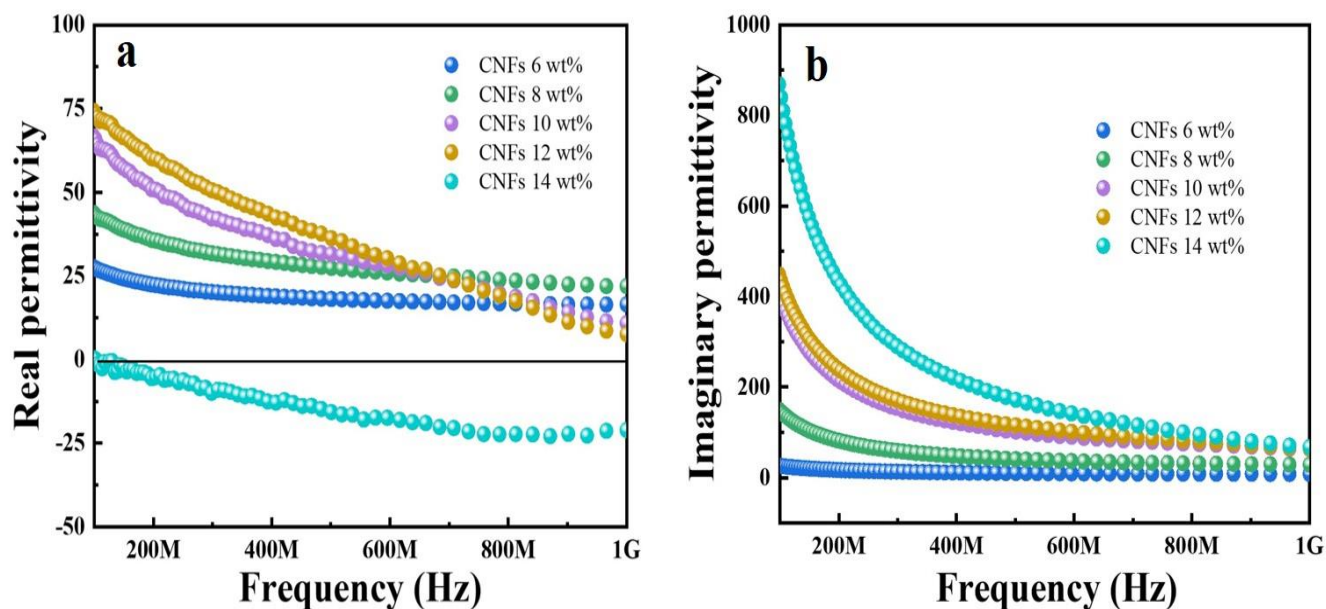 a
Real permittivity
100
75
50
25
0
-25
-50
CNFs 6 wt%
CNFs 8 wt%
CNFs 10 wt%
CNFs 12 wt%
CNFs 14 wt%
200M 400M 600M 800M 1G
Frequency (Hz)
b
Imaginary permittivity
1000
800
600
400
200
0
CNFs 6 wt%
CNFs 8 wt%
CNFs 10 wt%
CNFs 12 wt%
CNFs 14 wt%
200M 400M 600M 800M 1G
Frequency (Hz)